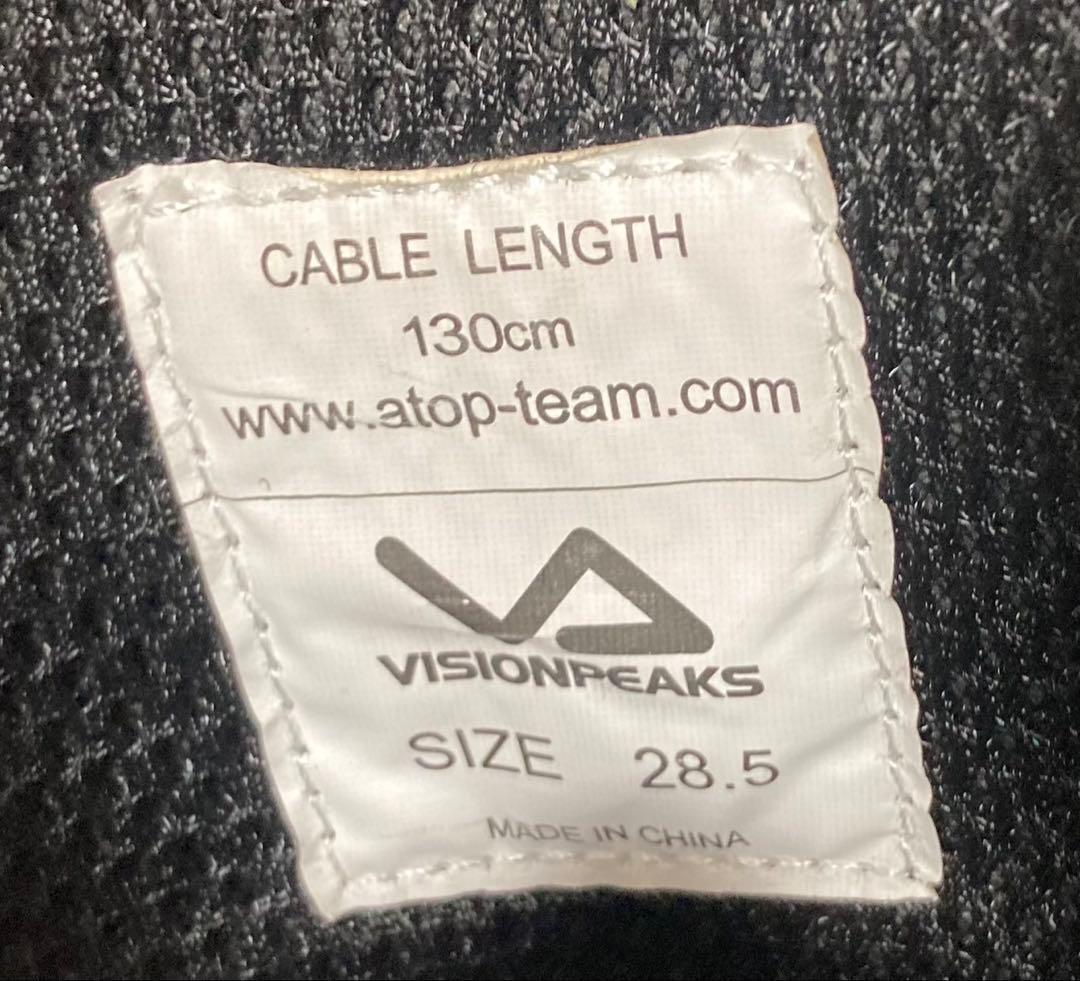 CABLE LENGTH
130cm
www.atop-team.com
VISIONPEAKS
SIZE 28.5
MADE IN CHINA